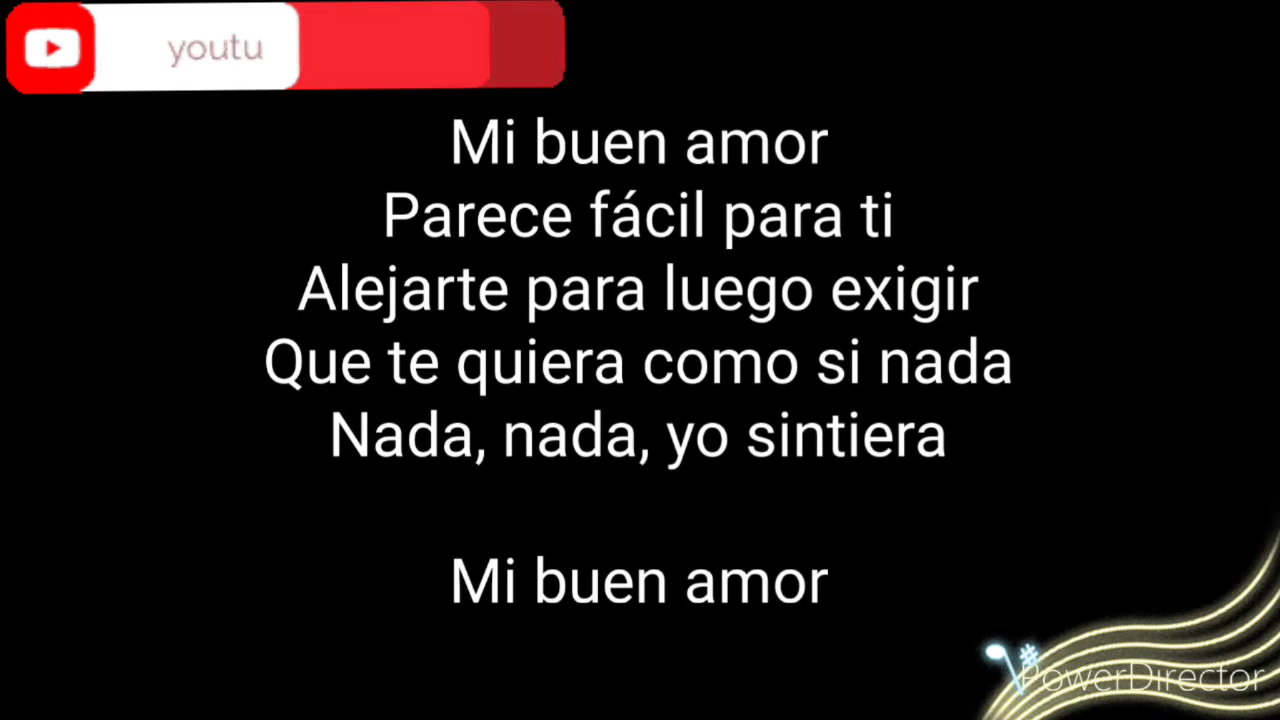 youtu
Mi buen amor
Parece fácil para ti
Alejarte para luego exigir
Que te quiera como si nada
Nada, nada, yo sintiera
Mi buen amor
PowerDirector